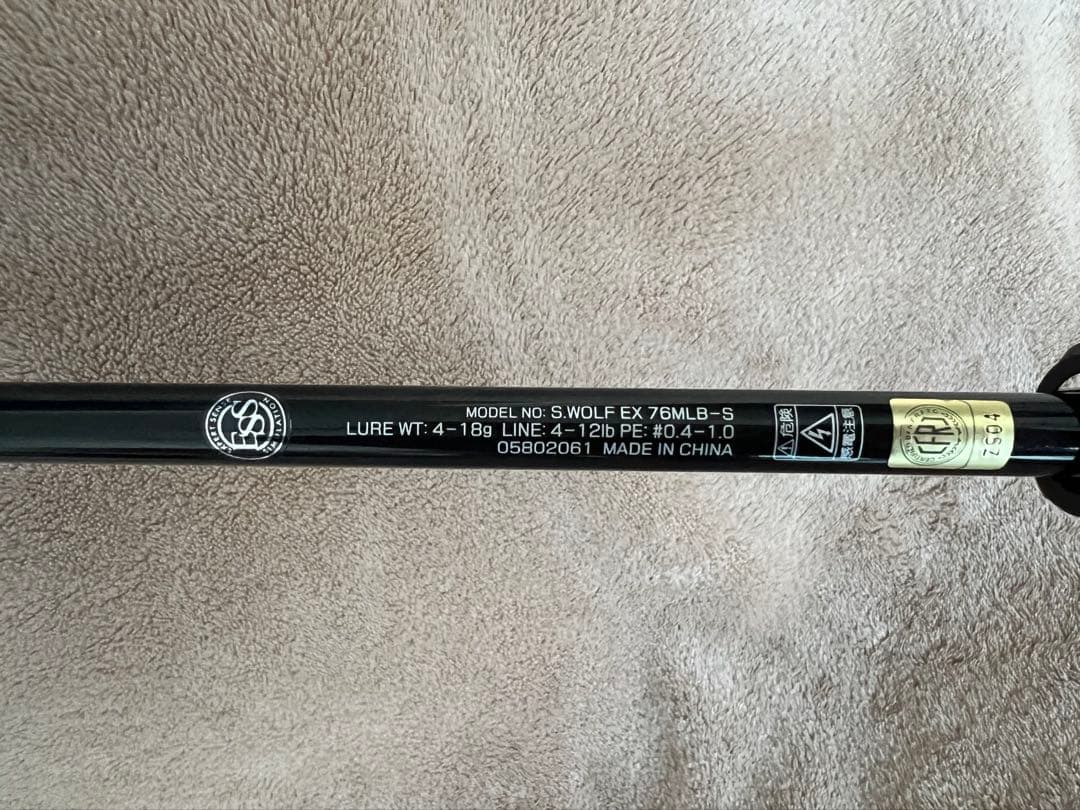 MODEL NO: S.WOLF EX 76MLB-S
LURE WT: 4-18g LINE: 4-12lb PE: #0.4-1.0
05802061 MADE IN CHINA
危険
感電注意